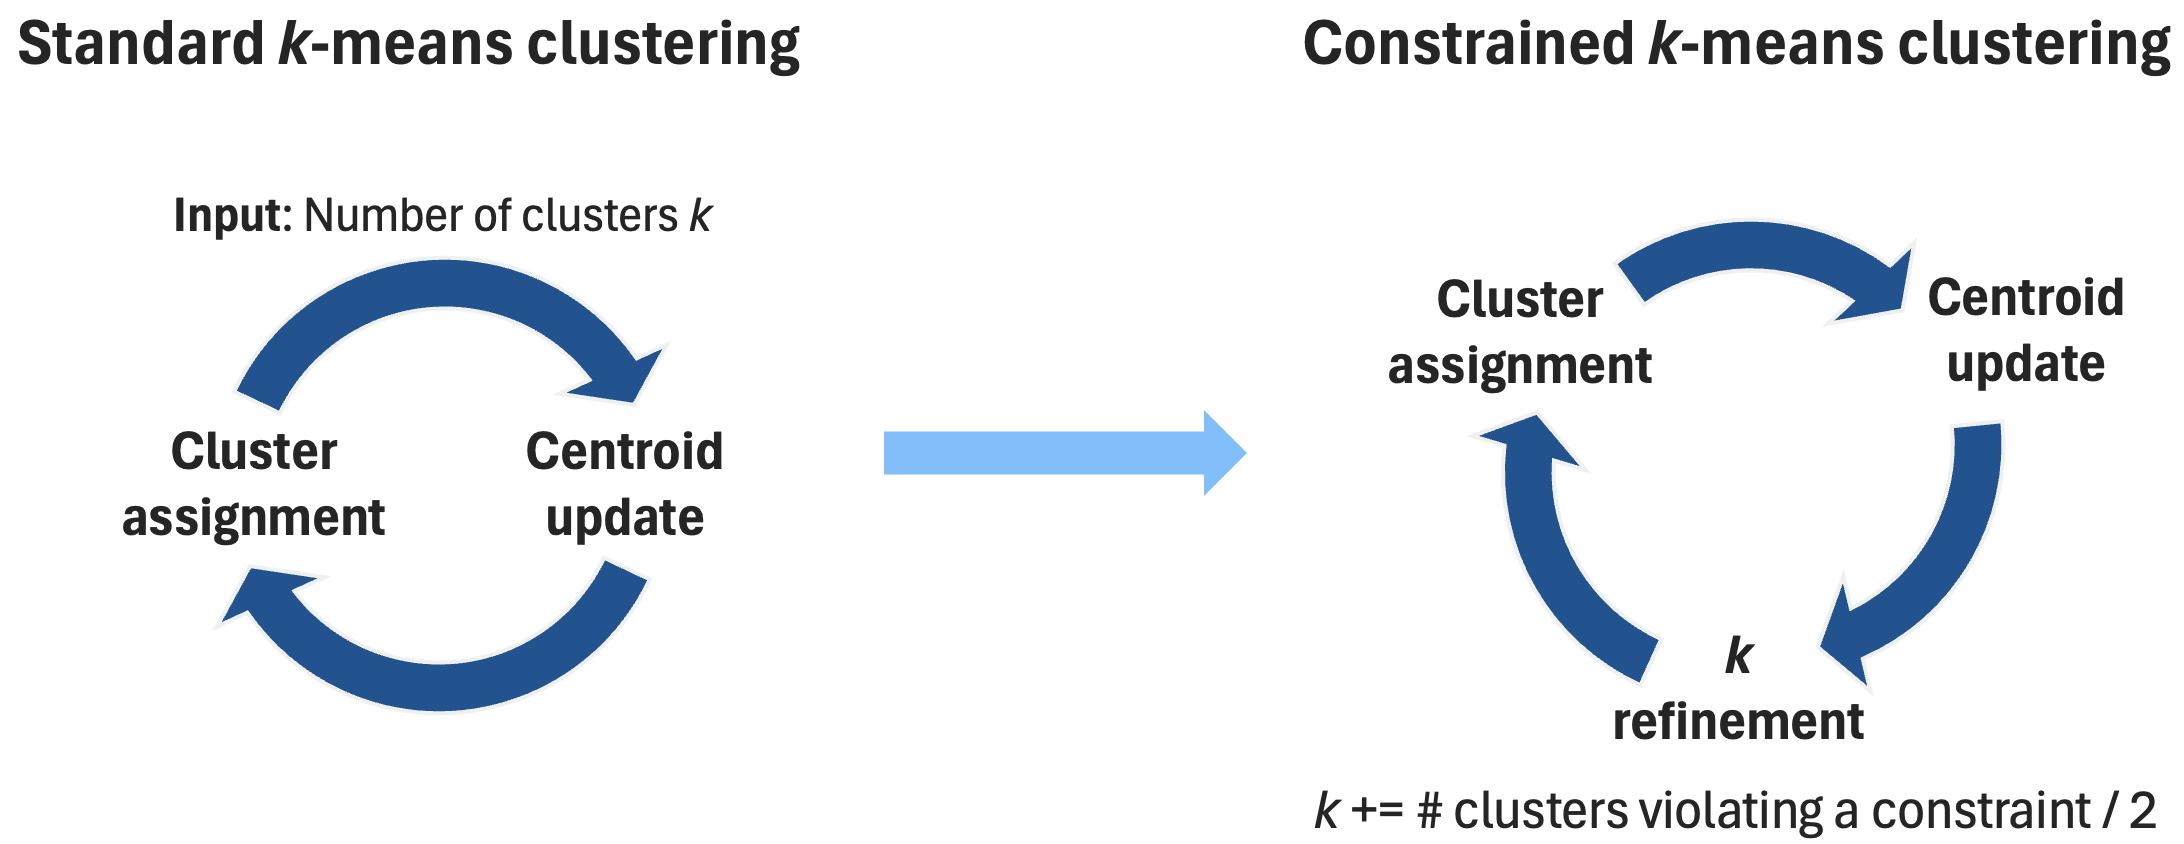 Standard k-means clustering
Input: Number of clusters k
Cluster
assignment
Centroid
update
Constrained k-means clustering
Cluster
assignment
Centroid
update
k
refinement
k += # clusters violating a constraint / 2